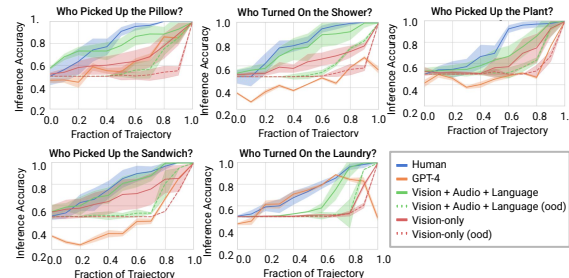 Who Picked Up the Pillow?
Inference Accuracy
1.0
0.8
0.6
0.4
0.2
0.0 0.2 0.4 0.6 0.8 1.0
Fraction of Trajectory
Who Turned On the Shower?
Inference Accuracy
1.0
0.8
0.6
0.4
0.2
0.0 0.2 0.4 0.6 0.8 1.0
Fraction of Trajectory
Who Picked Up the Plant?
Inference Accuracy
1.0
0.8
0.6
0.4
0.2
0.0 0.2 0.4 0.6 0.8 1.
Fraction of Trajectory
Who Picked Up the Sandwich?
Inference Accuracy
1.0
0.8
0.6
0.4
0.2
0.0 0.2 0.4 0.6 0.8 1.0
Fraction of Trajectory
Who Turned On the Laundry?
Inference Accuracy
1.0
0.8
0.6
0.4
0.2
0.0 0.2 0.4 0.6 0.8 1.0
Fraction of Trajectory
Human
GPT-4
Vision + Audio + Language
Vision + Audio + Language (ood)
Vision-only
Vision-only (ood)